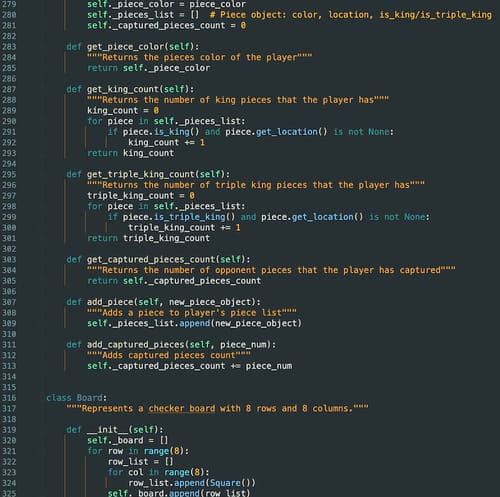 279 self._piece_color = piece_color
280 self._pieces_list = []  # Piece object: color, location, is_king/is_triple_king
281 self._captured_pieces_count = 0
282
283 def get_piece_color(self):
284 """Returns the pieces color of the player"""
285 return self._piece_color
286
287 def get_king_count(self):
288 """Returns the number of king pieces that the player has"""
289 king_count = 0
290 for piece in self._pieces_list:
291 if piece.is_king() and piece.get_location() is not None:
292 king_count += 1
293 return king_count
294
295 def get_triple_king_count(self):
296 """Returns the number of triple king pieces that the player has"""
297 triple_king_count = 0
298 for piece in self._pieces_list:
299 if piece.is_triple_king() and piece.get_location() is not None:
300 triple_king_count += 1
301 return triple_king_count
302
303 def get_captured_pieces_count(self):
304 """Returns the number of opponent pieces that the player has captured"""
305 return self._captured_pieces_count
306
307 def add_piece(self, new_piece_object):
308 """Adds a piece to player's piece list"""
309 self._pieces_list.append(new_piece_object)
310
311 def add_captured_pieces(self, piece_num):
312 """Adds captured pieces count"""
313 self._captured_pieces_count += piece_num
314
315
316 class Board:
317 """Represents a checker board with 8 rows and 8 columns."""
318
319 def __init__(self):
320 self._board = []
321 for row in range(8):
322 row_list = []
323 for col in range(8):
324 row_list.append(Square())
325 self._board.append(row_list)